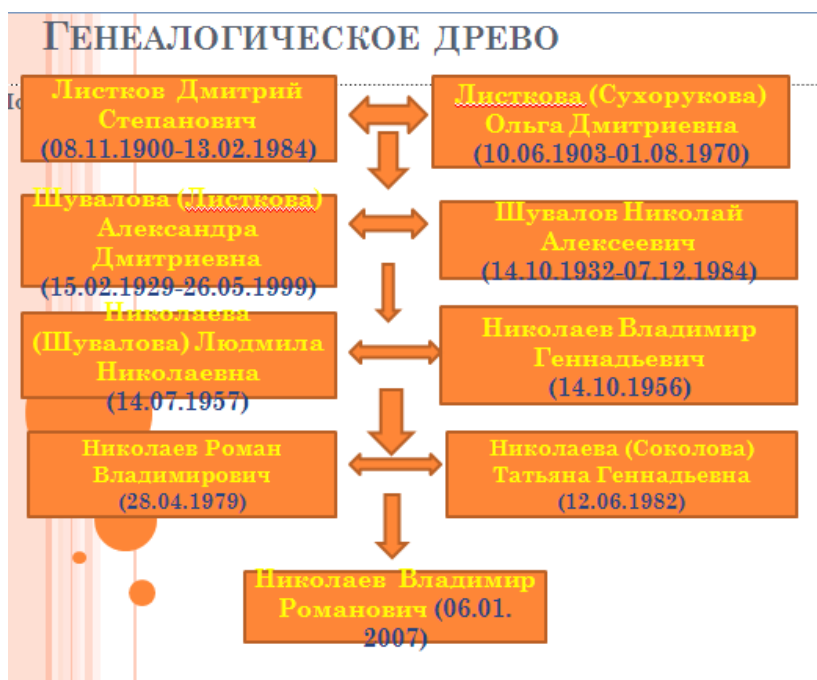 Генеалогическое древо
Листков Дмитрий
Степанович
(08.11.1900-13.02.1984)
Листкова (Сухорукова)
Ольга Дмитриевна
(10.06.1903-01.08.1970)
Шувалова (Листкова)
Александра
Дмитриевна
(15.02.1929-26.05.1999)
Шувалов Николай
Алексеевич
(14.10.1932-07.12.1984)
Николаева
(Шувалова) Людмила
Николаевна
(14.07.1957)
Николаев Владимир
Геннадьевич
(14.10.1956)
Николаев Роман
Владимирович
(28.04.1979)
Николаева (Соколова)
Татьяна Геннадьевна
(12.06.1982)
Николаев Владимир
Романович (06.01.
2007)